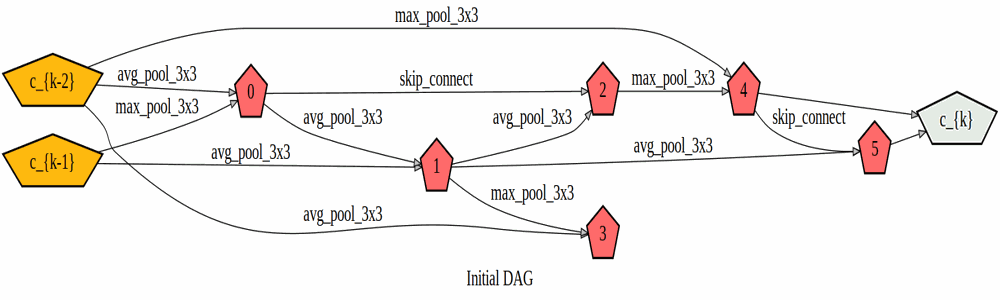 max_pool_3x3
c_{k-2}
avg_pool_3x3
0
skip_connect
2
max_pool_3x3
4
max_pool_3x3
avg_pool_3x3
avg_pool_3x3
skip_connect
c_{k}
c_{k-1}
avg_pool_3x3
1
avg_pool_3x3
5
max_pool_3x3
avg_pool_3x3
3
Initial DAG